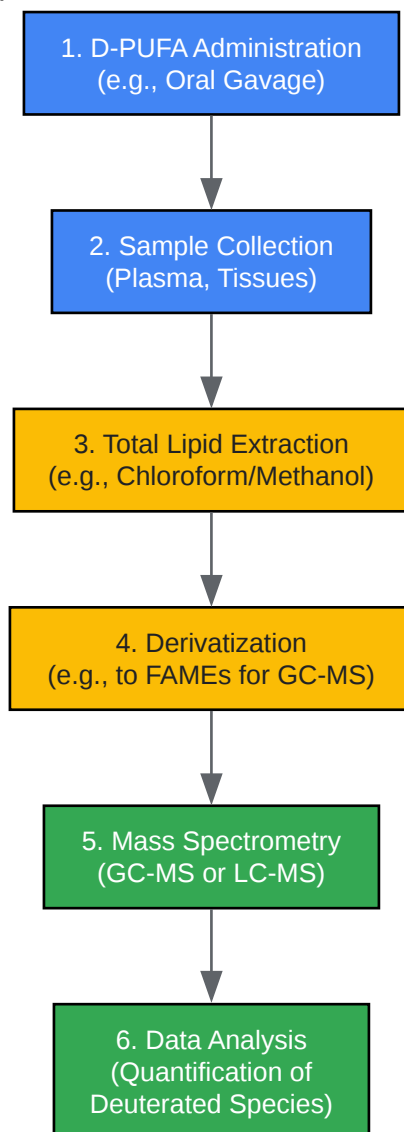 1. D-PUFA Administration
(e.g., Oral Gavage)
2. Sample Collection
(Plasma, Tissues)
3. Total Lipid Extraction
(e.g., Chloroform/Methanol)
4. Derivatization
(e.g., to FAMEs for GC-MS)
5. Mass Spectrometry
(GC-MS or LC-MS)
6. Data Analysis
(Quantification of
Deuterated Species)